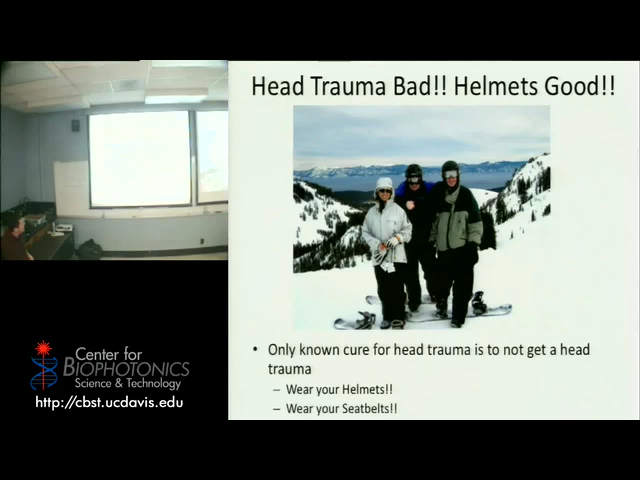 Head Trauma Bad!! Helmets Good!!
• Only known cure for head trauma is to not get a head
trauma
– Wear your Helmets!!
– Wear your Seatbelts!!
Center for
BIOPHOTONICS
Science & Technology
http://cbst.ucdavis.edu